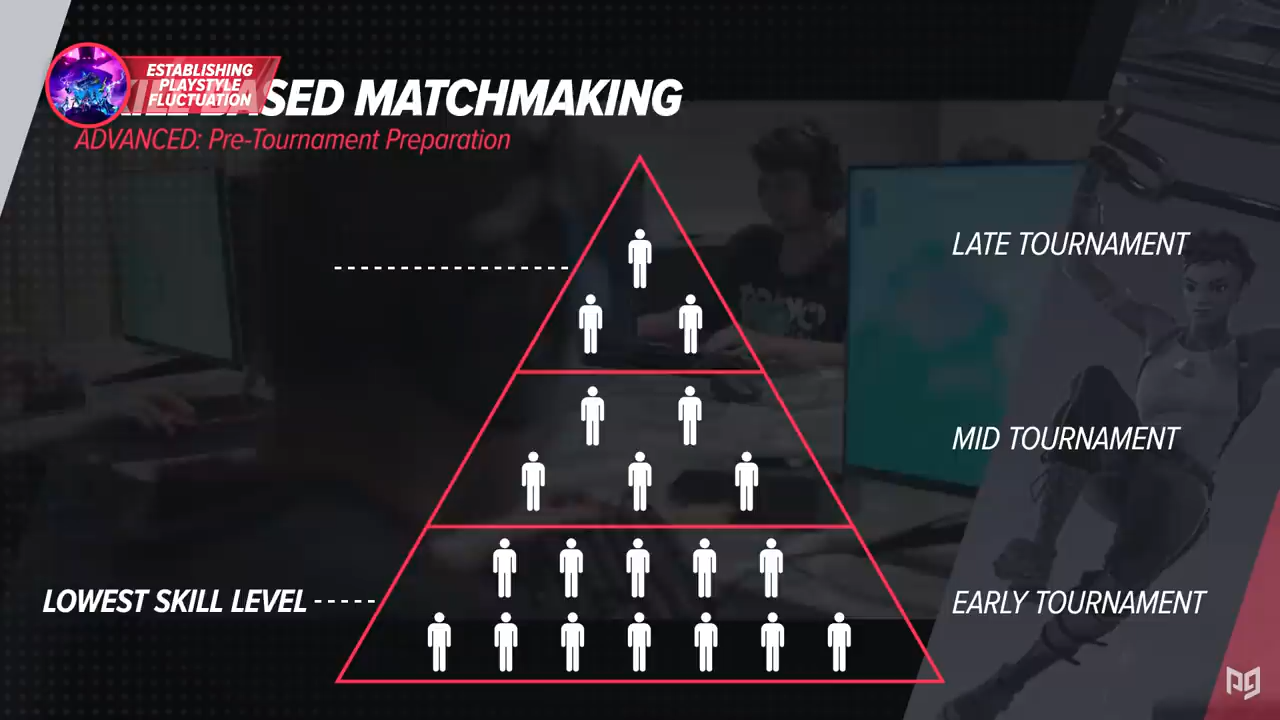 ESTABLISHING
PLAYSTYLE
FLUCTUATION
SED MATCHMAKING
ADVANCED: Pre-Tournament Preparation
LATE TOURNAMENT
MID TOURNAMENT
LOWEST SKILL LEVEL
EARLY TOURNAMENT